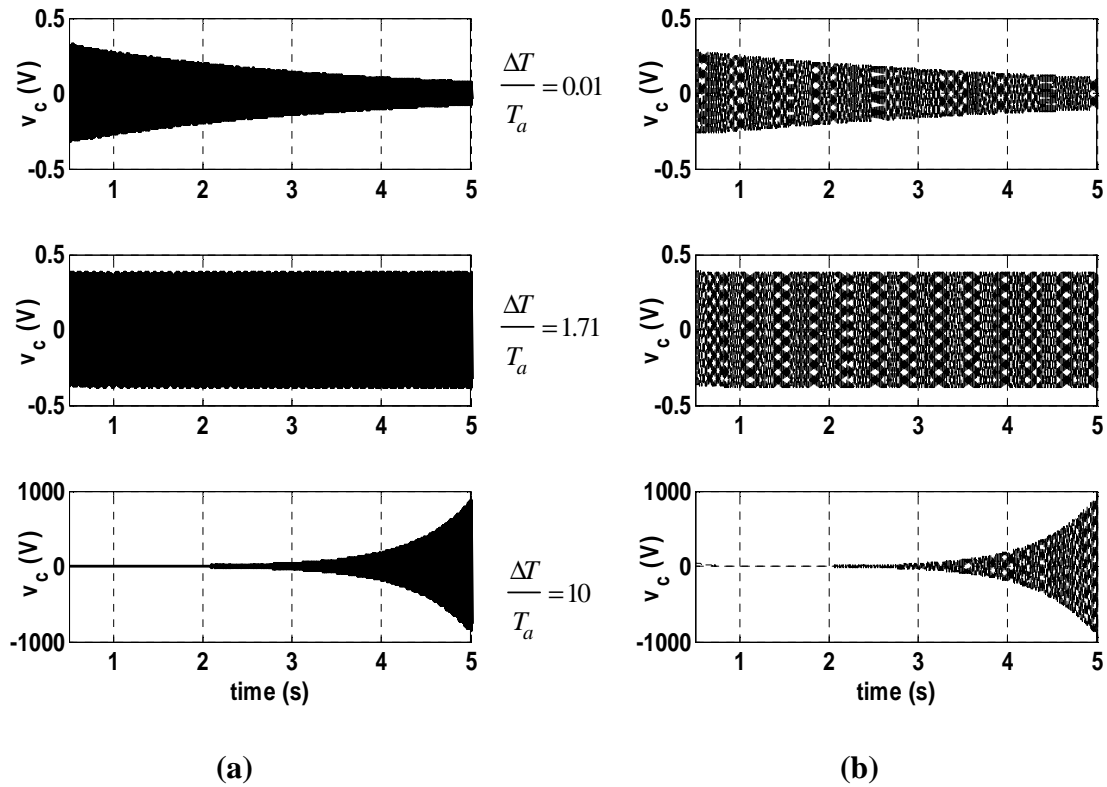 0.5
v_c (V)
0
-0.5
1 2 3 4 5
ΔT/T_a = 0.01
0.5
v_c (V)
0
-0.5
1 2 3 4 5
0.5
v_c (V)
0
-0.5
1 2 3 4 5
ΔT/T_a = 1.71
0.5
v_c (V)
0
-0.5
1 2 3 4 5
1000
v_c (V)
0
-1000
1 2 3 4 5
time (s)
ΔT/T_a = 10
1000
v_c (V)
0
-1000
1 2 3 4 5
time (s)
(a) (b)